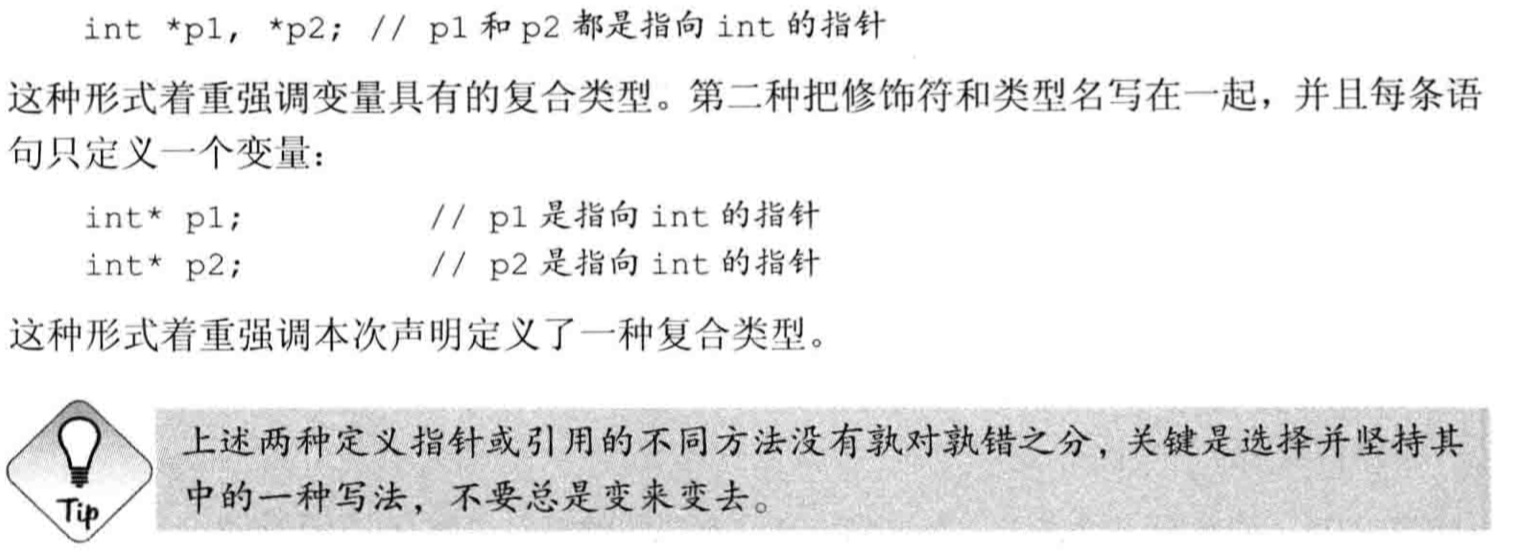 int *p1, *p2; // p1 和 p2 都是指向 int 的指针
这种形式着重强调变量具有的复合类型。第二种把修饰符和类型名写在一起，并且每条语
句只定义一个变量：
int* p1; // p1 是指向 int 的指针
int* p2; // p2 是指向 int 的指针
这种形式着重强调本次声明定义了一种复合类型。
上述两种定义指针或引用的不同方法没有孰对孰错之分，关键是选择并坚持其
中的一种写法，不要总是变来变去。
Tip